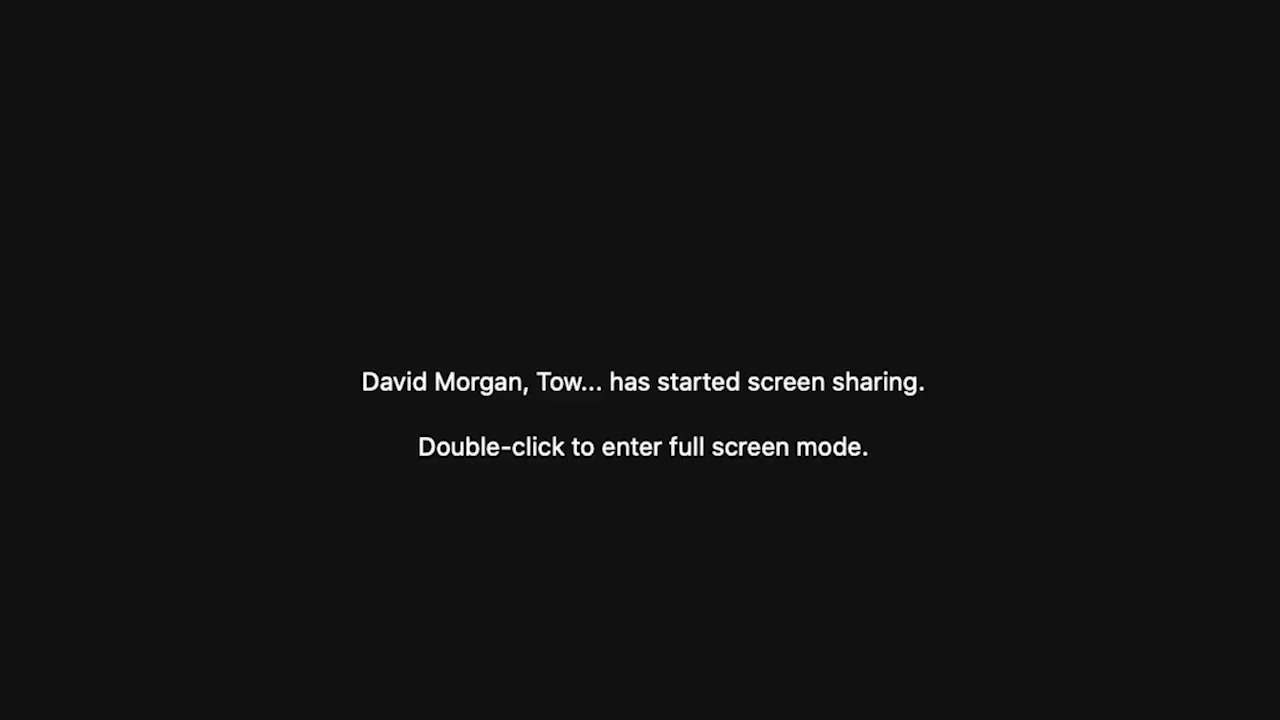 David Morgan, Tow... has started screen sharing.
Double-click to enter full screen mode.